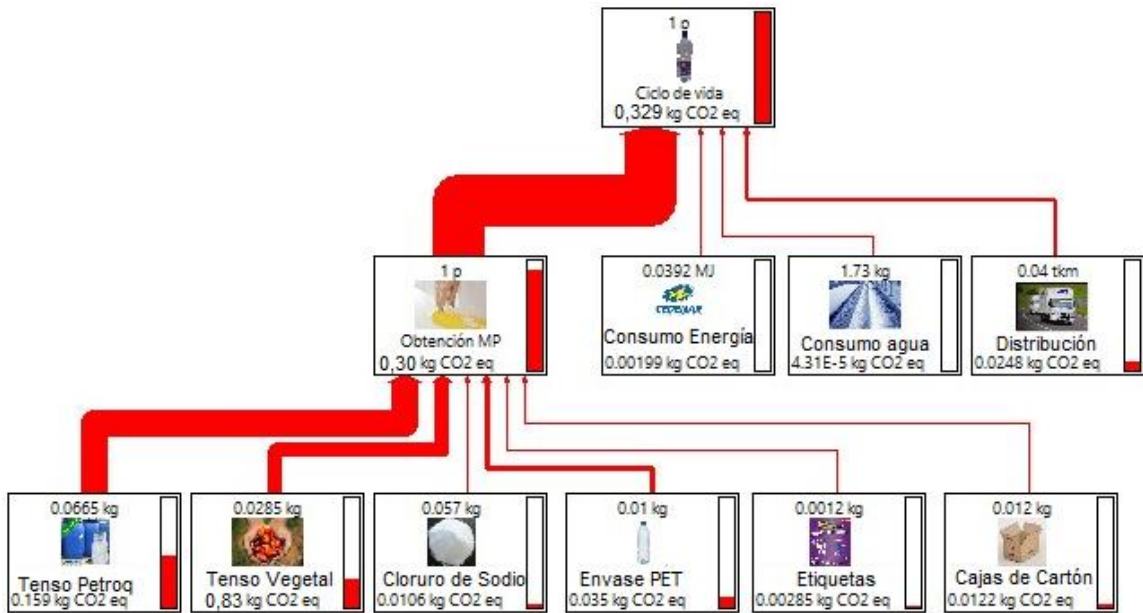 1 p
Ciclo de vida
0,329 kg CO2 eq
1 p
Obtención MP
0,30 kg CO2 eq
0.0392 MJ
CEDENAR
Consumo Energía
0.00199 kg CO2 eq
1.73 kg
Consumo agua
4.31E-5 kg CO2 eq
0.04 tkm
Distribución
0.0248 kg CO2 eq
0.0665 kg
Tenso Petroq
0.159 kg CO2 eq
0.0285 kg
Tenso Vegetal
0,83 kg CO2 eq
0.057 kg
Cloruro de Sodio
0.0106 kg CO2 eq
0.01 kg
Envase PET
0.035 kg CO2 eq
0.0012 kg
Etiquetas
0.00285 kg CO2 eq
0.012 kg
Cajas de Cartón
0.0122 kg CO2 eq